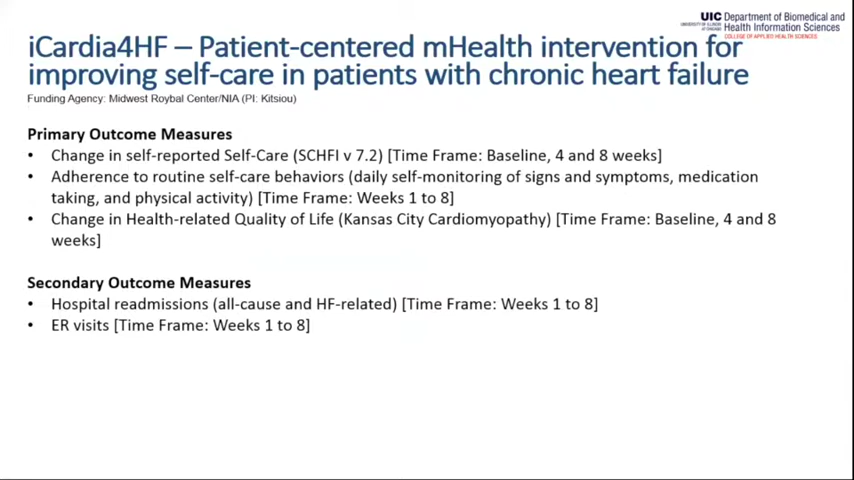 UIC Department of Biomedical and
UNIVERSITY OF ILLINOIS AT CHICAGO Health Information Sciences
COLLEGE OF APPLIED HEALTH SCIENCES
iCardia4HF – Patient-centered mHealth intervention for
improving self-care in patients with chronic heart failure
Funding Agency: Midwest Roybal Center/NIA (PI: Kitsiou)
Primary Outcome Measures
• Change in self-reported Self-Care (SCHFI v 7.2) [Time Frame: Baseline, 4 and 8 weeks]
• Adherence to routine self-care behaviors (daily self-monitoring of signs and symptoms, medication
taking, and physical activity) [Time Frame: Weeks 1 to 8]
• Change in Health-related Quality of Life (Kansas City Cardiomyopathy) [Time Frame: Baseline, 4 and 8
weeks]
Secondary Outcome Measures
• Hospital readmissions (all-cause and HF-related) [Time Frame: Weeks 1 to 8]
• ER visits [Time Frame: Weeks 1 to 8]